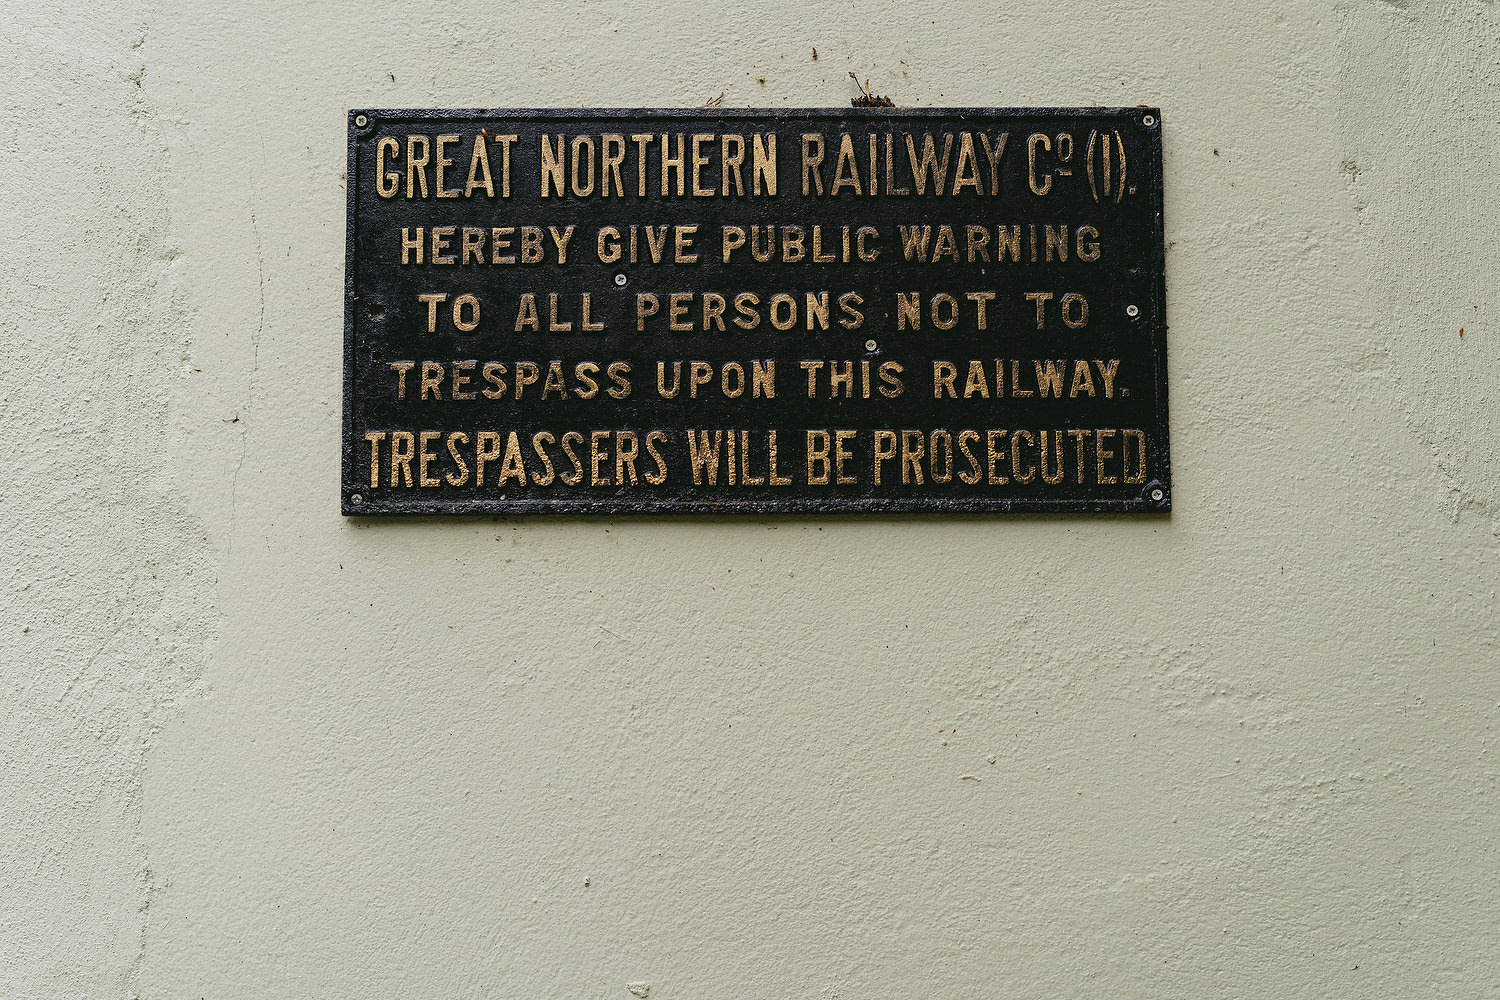 GREAT NORTHERN RAILWAY Cº (I).
HEREBY GIVE PUBLIC WARNING
TO ALL PERSONS NOT TO
TRESPASS UPON THIS RAILWAY.
TRESPASSERS WILL BE PROSECUTED